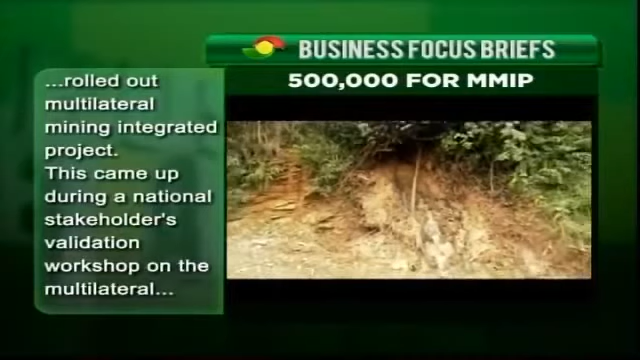 BUSINESS FOCUS BRIEFS
500,000 FOR MMIP
...rolled out
multilateral
mining integrated
project.
This came up
during a national
stakeholder's
validation
workshop on the
multilateral...